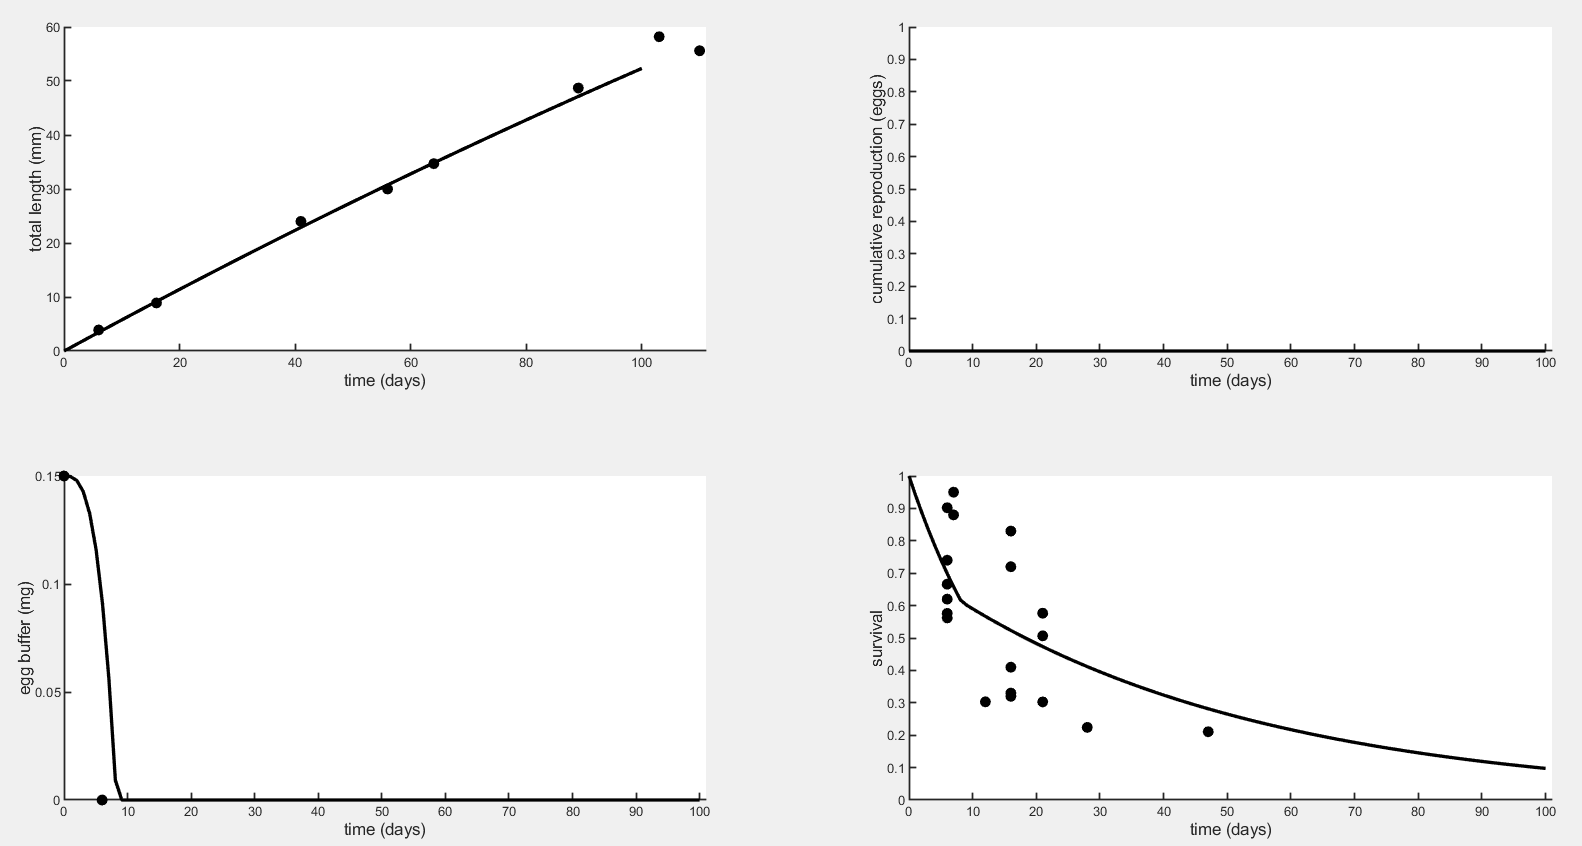 60
50
40
30
20
10
0
total length (mm)
0 20 40 60 80 100
time (days)
1
0.9
0.8
0.7
0.6
0.5
0.4
0.3
0.2
0.1
0
cumulative reproduction (eggs)
0 10 20 30 40 50 60 70 80 90 100
time (days)
0.15
0.1
0.05
0
egg buffer (mg)
0 10 20 30 40 50 60 70 80 90 100
time (days)
1
0.9
0.8
0.7
0.6
0.5
0.4
0.3
0.2
0.1
0
survival
0 10 20 30 40 50 60 70 80 90 100
time (days)